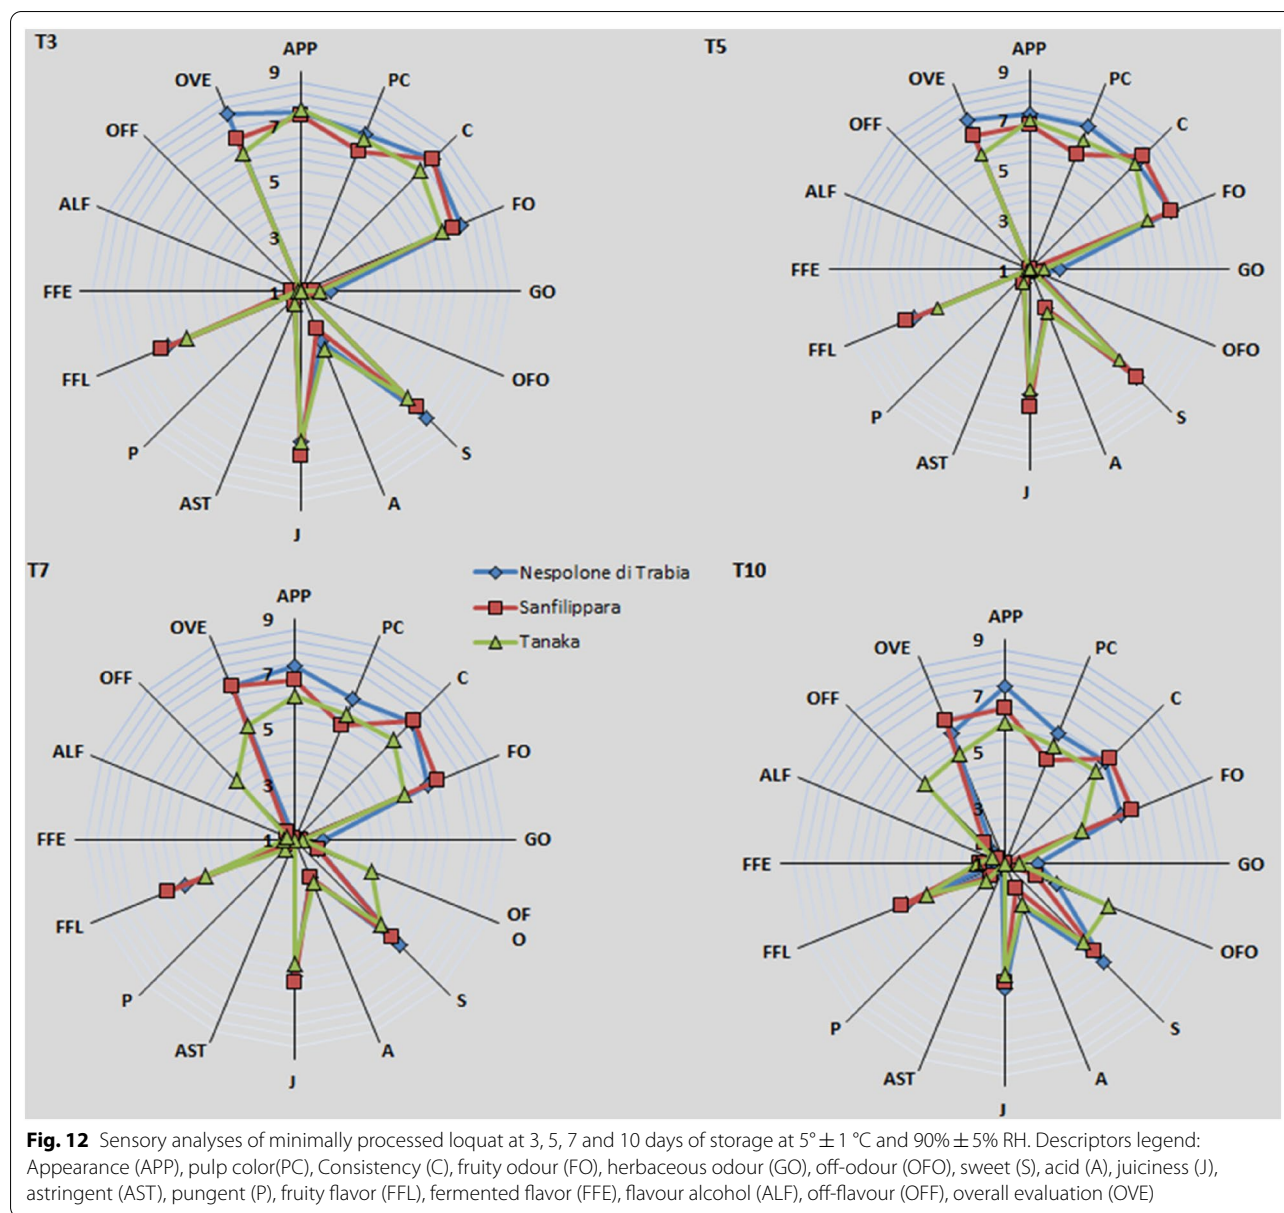 T3
APP
9
PC
OVE
OFF
7
C
5
ALF
FO
3
FFE
1
GO
FFL
OFO
P
S
AST
A
J
T5
APP
9
PC
OVE
OFF
7
C
5
ALF
FO
3
FFE
1
GO
FFL
OFO
P
S
AST
A
J
T7
APP
9
PC
OVE
OFF
7
C
5
ALF
FO
3
FFE
1
GO
FFL
OF
O
P
S
AST
A
J
Nespolone di Trabia
Sanfilippara
Tanaka
T10
APP
9
PC
OVE
OFF
7
C
5
ALF
FO
3
FFE
GO
FFL
OFO
P
S
AST
A
J
Fig. 12 Sensory analyses of minimally processed loquat at 3, 5, 7 and 10 days of storage at 5° ± 1 °C and 90% ± 5% RH. Descriptors legend:
Appearance (APP), pulp color(PC), Consistency (C), fruity odour (FO), herbaceous odour (GO), off-odour (OFO), sweet (S), acid (A), juiciness (J),
astringent (AST), pungent (P), fruity flavor (FFL), fermented flavor (FFE), flavour alcohol (ALF), off-flavour (OFF), overall evaluation (OVE)